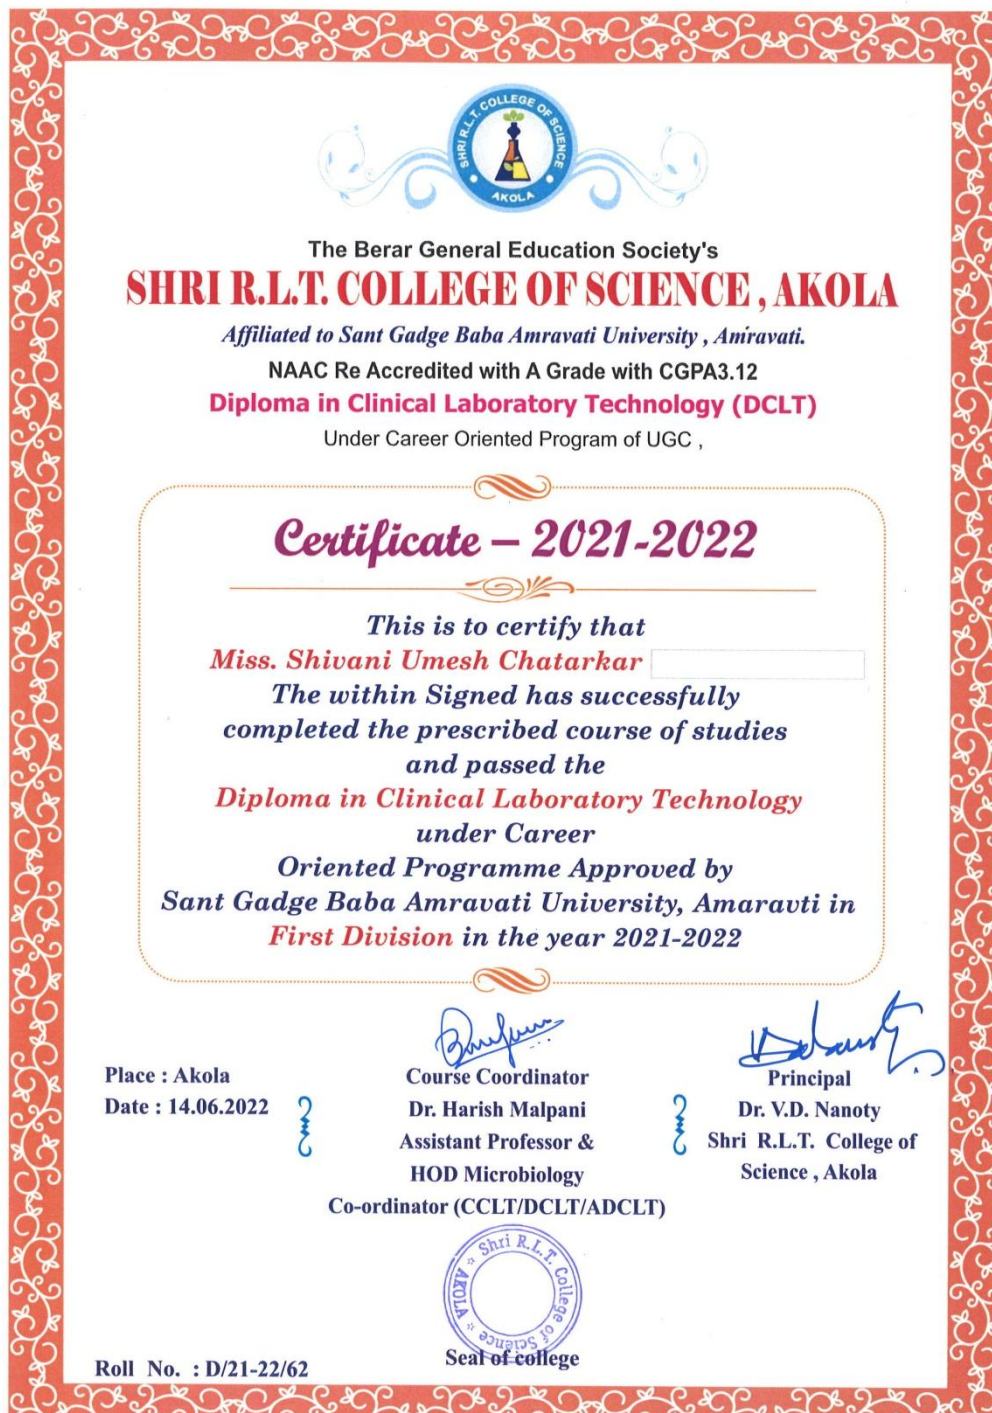 SHRI R.L.T. COLLEGE OF SCIENCE
AKOLA
The Berar General Education Society's
SHRI R.L.T. COLLEGE OF SCIENCE , AKOLA
Affiliated to Sant Gadge Baba Amravati University , Amravati.
NAAC Re Accredited with A Grade with CGPA3.12
Diploma in Clinical Laboratory Technology (DCLT)
Under Career Oriented Program of UGC ,
Certificate – 2021-2022
This is to certify that
Miss. Shivani Umesh Chatarkar
The within Signed has successfully
completed the prescribed course of studies
and passed the
Diploma in Clinical Laboratory Technology
under Career
Oriented Programme Approved by
Sant Gadge Baba Amravati University, Amaravti in
First Division in the year 2021-2022
Place : Akola
Date : 14.06.2022
Course Coordinator
Dr. Harish Malpani
Assistant Professor &
HOD Microbiology
Co-ordinator (CCLT/DCLT/ADCLT)
Principal
Dr. V.D. Nanoty
Shri R.L.T. College of
Science , Akola
Shri R.L.T. College of Science
AKOLA
Seal of college
Roll No. : D/21-22/62